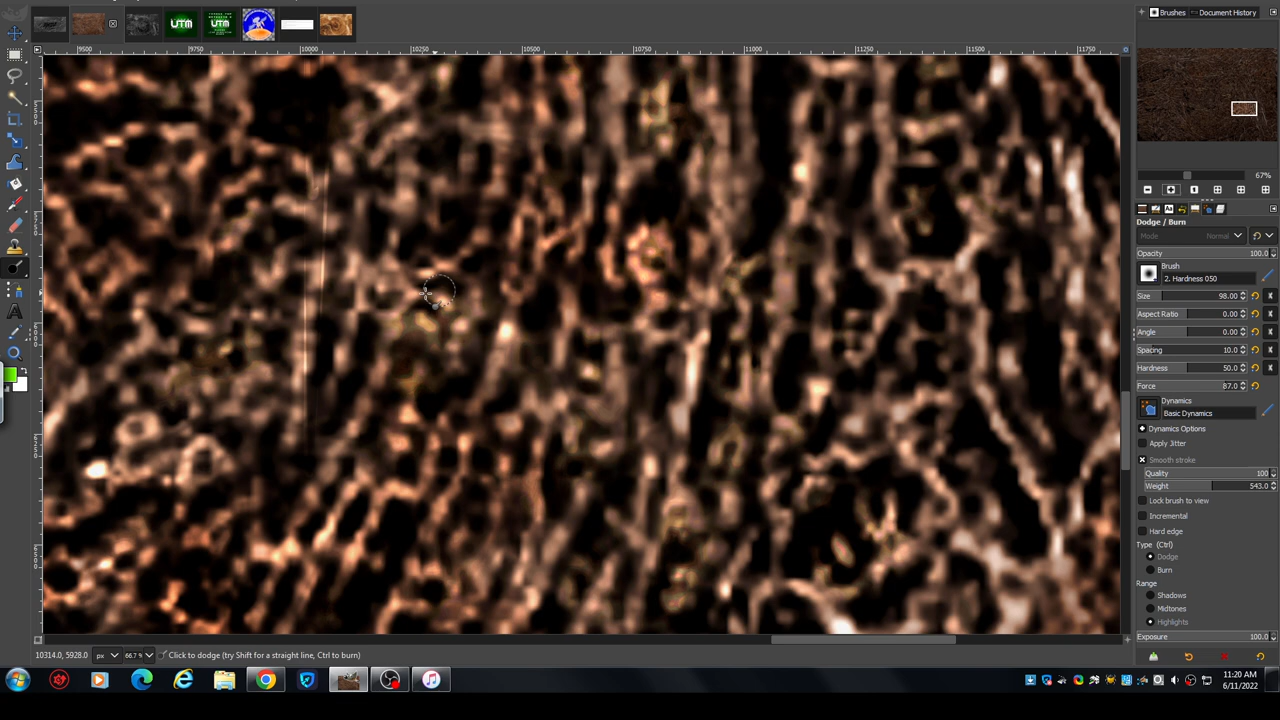 UTM
UTM
Brushes
Document History
9500
9750
10000
10250
10500
10750
11000
11250
11500
11750
67%
Dodge / Burn
Mode
Normal
Opacity
100.0
Brush
2. Hardness 050
Size
98.00
Aspect Ratio
0.00
Angle
0.00
Spacing
10.0
Hardness
50.0
Force
87.0
Dynamics
Basic Dynamics
Dynamics Options
Apply Jitter
Smooth stroke
Quality
100
Weight
543.0
Lock brush to view
Incremental
Hard edge
Type (Ctrl)
Dodge
Burn
Range
Shadows
Midtones
Highlights
Exposure
100.0
10314.0, 5928.0
px
66.7 %
Click to dodge (try Shift for a straight line, Ctrl to burn)
11:20 AM
6/11/2022